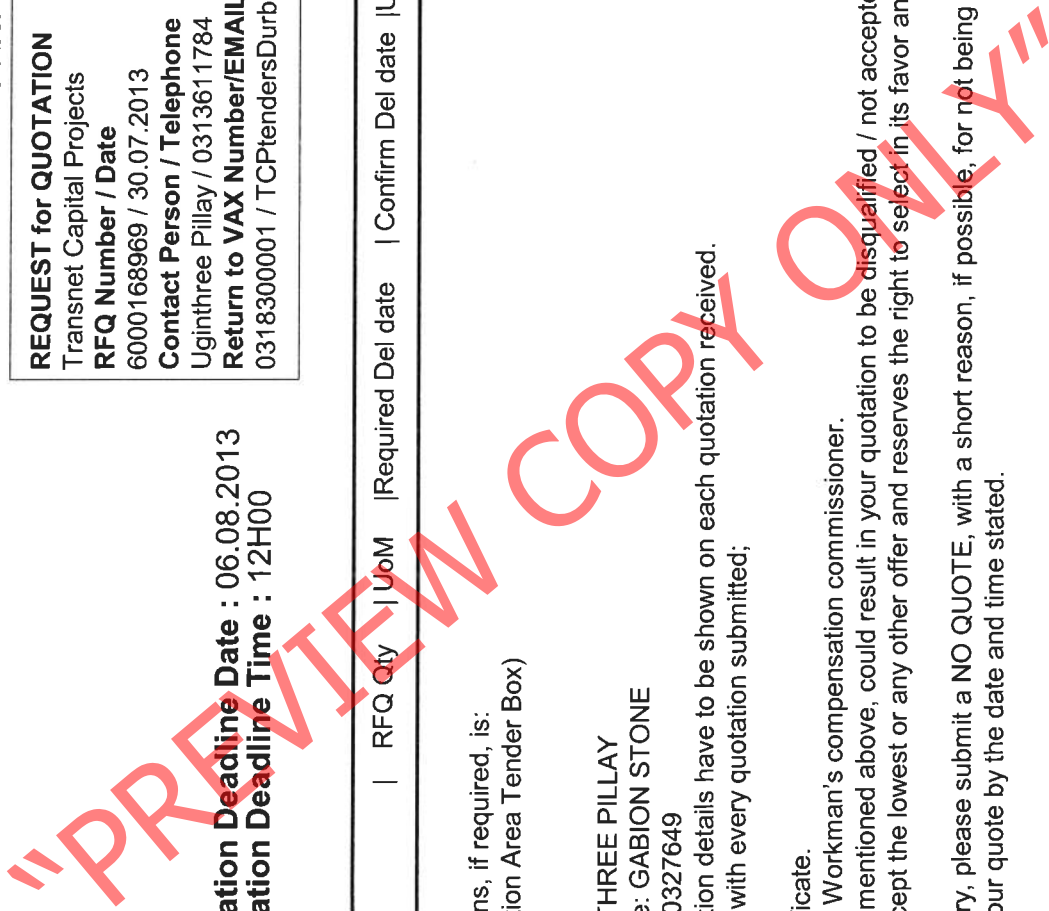 REQUEST for QUOTATION
Transnet Capital Projects
RFQ Number / Date
6000168969 / 30.07.2013
Contact Person / Telephone
Uginthree Pillay / 0313611784
Return to VAX Number/EMAIL
0318300001 / TCPtendersDurb
ation Deadline Date : 06.08.2013
ation Deadline Time : 12H00
| RFQ Qty | UoM |Required Del date | Confirm Del date |U
ns, if required, is:
tion Area Tender Box)
THREE PILLAY
e: GABION STONE
0327649
tion details have to be shown on each quotation received.
with every quotation submitted;
icate.
Workman's compensation commissioner.
mentioned above, could result in your quotation to be disqualified / not accepte
cept the lowest or any other offer and reserves the right to select in its favor an
ry, please submit a NO QUOTE, with a short reason, if possible, for not being
our quote by the date and time stated.
"PREVIEW COPY ONLY"